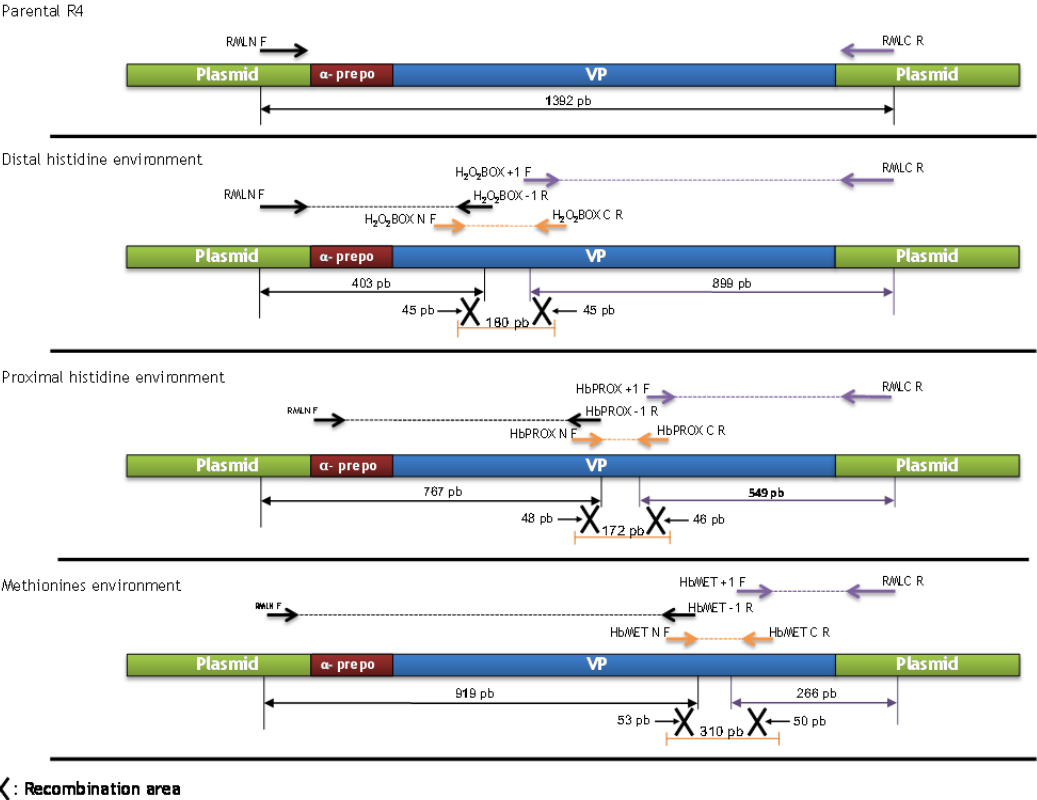 Parental R4
RMLN F
RMLC R
Plasmid α- prepo VP Plasmid
1392 pb
Distal histidine environment
H₂O₂BOX +1 F
RMLC R
RMLN F
H₂O₂BOX -1 R
H₂O₂BOX N F
H₂O₂BOX C R
Plasmid α- prepo VP Plasmid
403 pb
899 pb
45 pb
45 pb
160 pb
Proximal histidine environment
HbPROX +1 F
RMLC R
RMLN F
HbPROX -1 R
HbPROX N F
HbPROX C R
Plasmid α- prepo VP Plasmid
767 pb
549 pb
48 pb
46 pb
172 pb
Methionines environment
HbMET +1 F
RMLC R
RMLN F
HbMET -1 R
HbMET N F
HbMET C R
Plasmid α- prepo VP Plasmid
919 pb
266 pb
53 pb
50 pb
310 pb
X : Recombination area